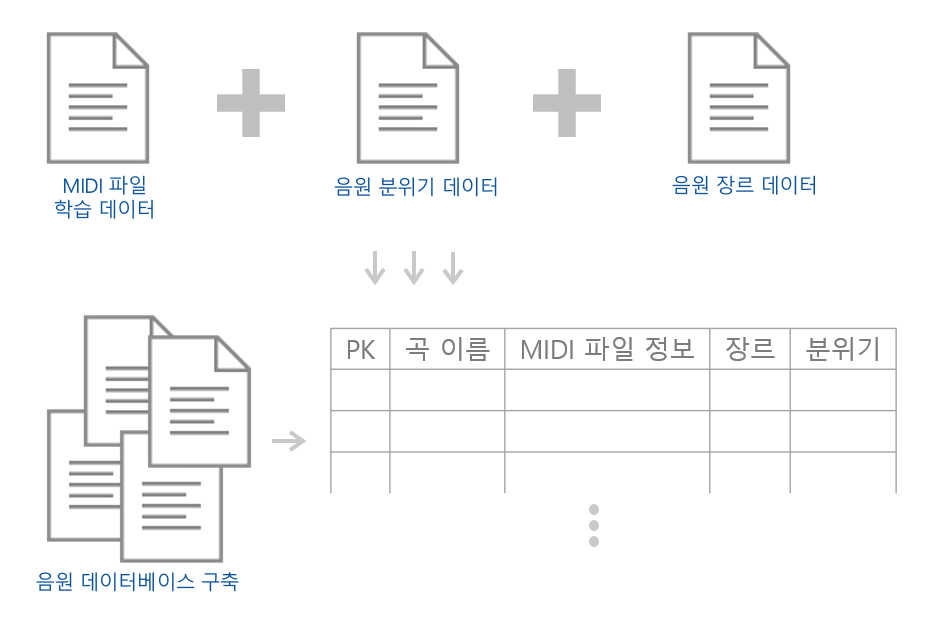 MIDI 파일
학습 데이터
음원 분위기 데이터
음원 장르 데이터
PK 곡 이름 MIDI 파일 정보 장르 분위기
음원 데이터베이스 구축